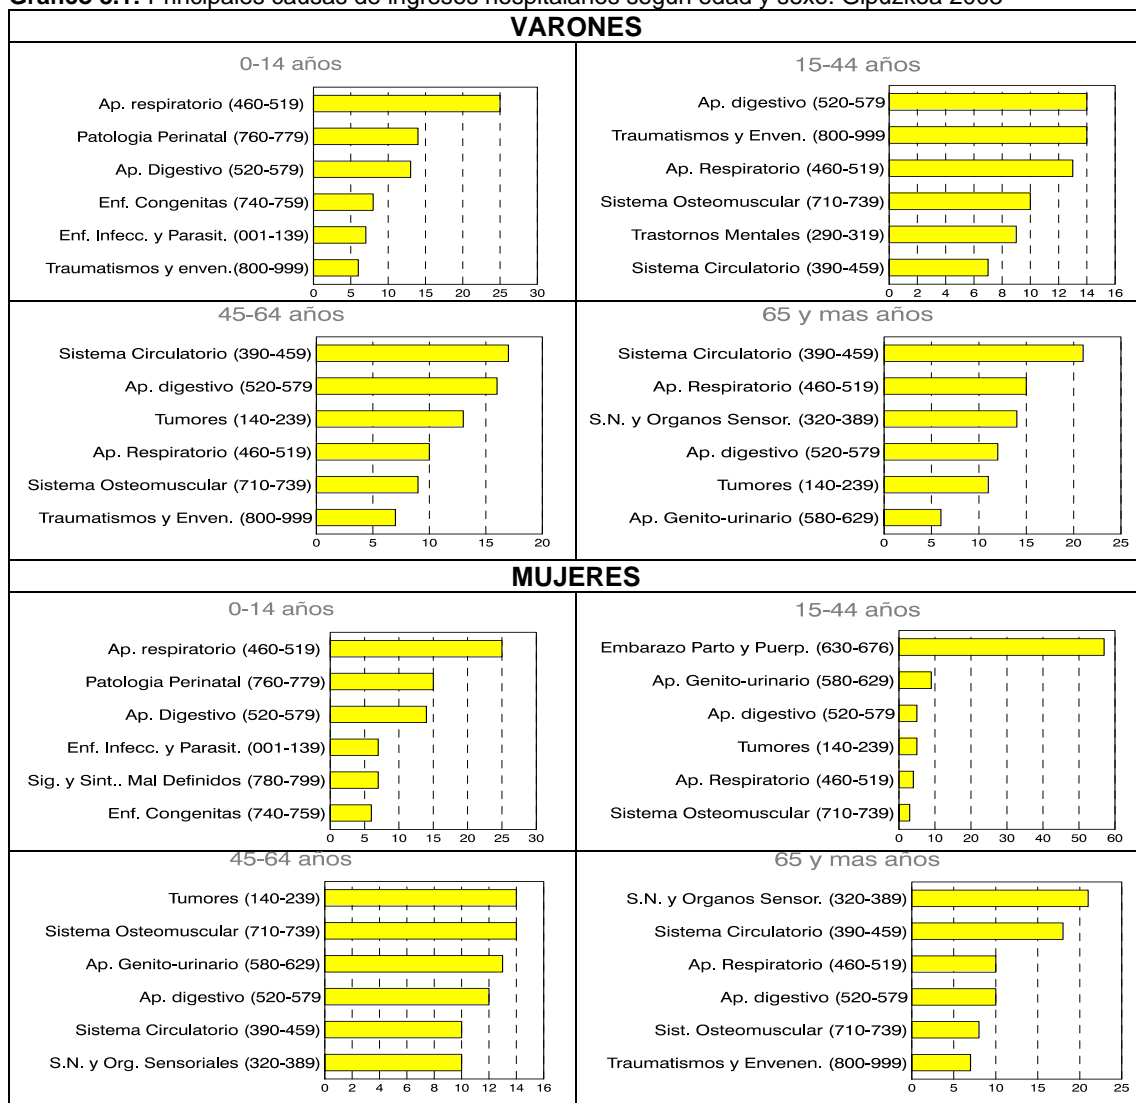 VARONES
0-14 años
Ap. respiratorio (460-519)
Patologia Perinatal (760-779)
Ap. Digestivo (520-579)
Enf. Congenitas (740-759)
Enf. Infecc. y Parasit. (001-139)
Traumatismos y enven.(800-999)
0 5 10 15 20 25 30
15-44 años
Ap. digestivo (520-579
Traumatismos y Enven. (800-999
Ap. Respiratorio (460-519)
Sistema Osteomuscular (710-739)
Trastornos Mentales (290-319)
Sistema Circulatorio (390-459)
0 2 4 6 8 10 12 14 16
45-64 años
Sistema Circulatorio (390-459)
Ap. digestivo (520-579
Tumores (140-239)
Ap. Respiratorio (460-519)
Sistema Osteomuscular (710-739)
Traumatismos y Enven. (800-999
0 5 10 15 20
65 y mas años
Sistema Circulatorio (390-459)
Ap. Respiratorio (460-519)
S.N. y Organos Sensor. (320-389)
Ap. digestivo (520-579
Tumores (140-239)
Ap. Genito-urinario (580-629)
0 5 10 15 20 25
MUJERES
0-14 años
Ap. respiratorio (460-519)
Patologia Perinatal (760-779)
Ap. Digestivo (520-579)
Enf. Infecc. y Parasit. (001-139)
Sig. y Sint.. Mal Definidos (780-799)
Enf. Congenitas (740-759)
0 5 10 15 20 25 30
15-44 años
Embarazo Parto y Puerp. (630-676)
Ap. Genito-urinario (580-629)
Ap. digestivo (520-579
Tumores (140-239)
Ap. Respiratorio (460-519)
Sistema Osteomuscular (710-739)
0 10 20 30 40 50 60
45-64 años
Tumores (140-239)
Sistema Osteomuscular (710-739)
Ap. Genito-urinario (580-629)
Ap. digestivo (520-579
Sistema Circulatorio (390-459)
S.N. y Org. Sensoriales (320-389)
0 2 4 6 8 10 12 14 16
65 y mas años
S.N. y Organos Sensor. (320-389)
Sistema Circulatorio (390-459)
Ap. Respiratorio (460-519)
Ap. digestivo (520-579
Sist. Osteomuscular (710-739)
Traumatismos y Envenen. (800-999)
0 5 10 15 20 25